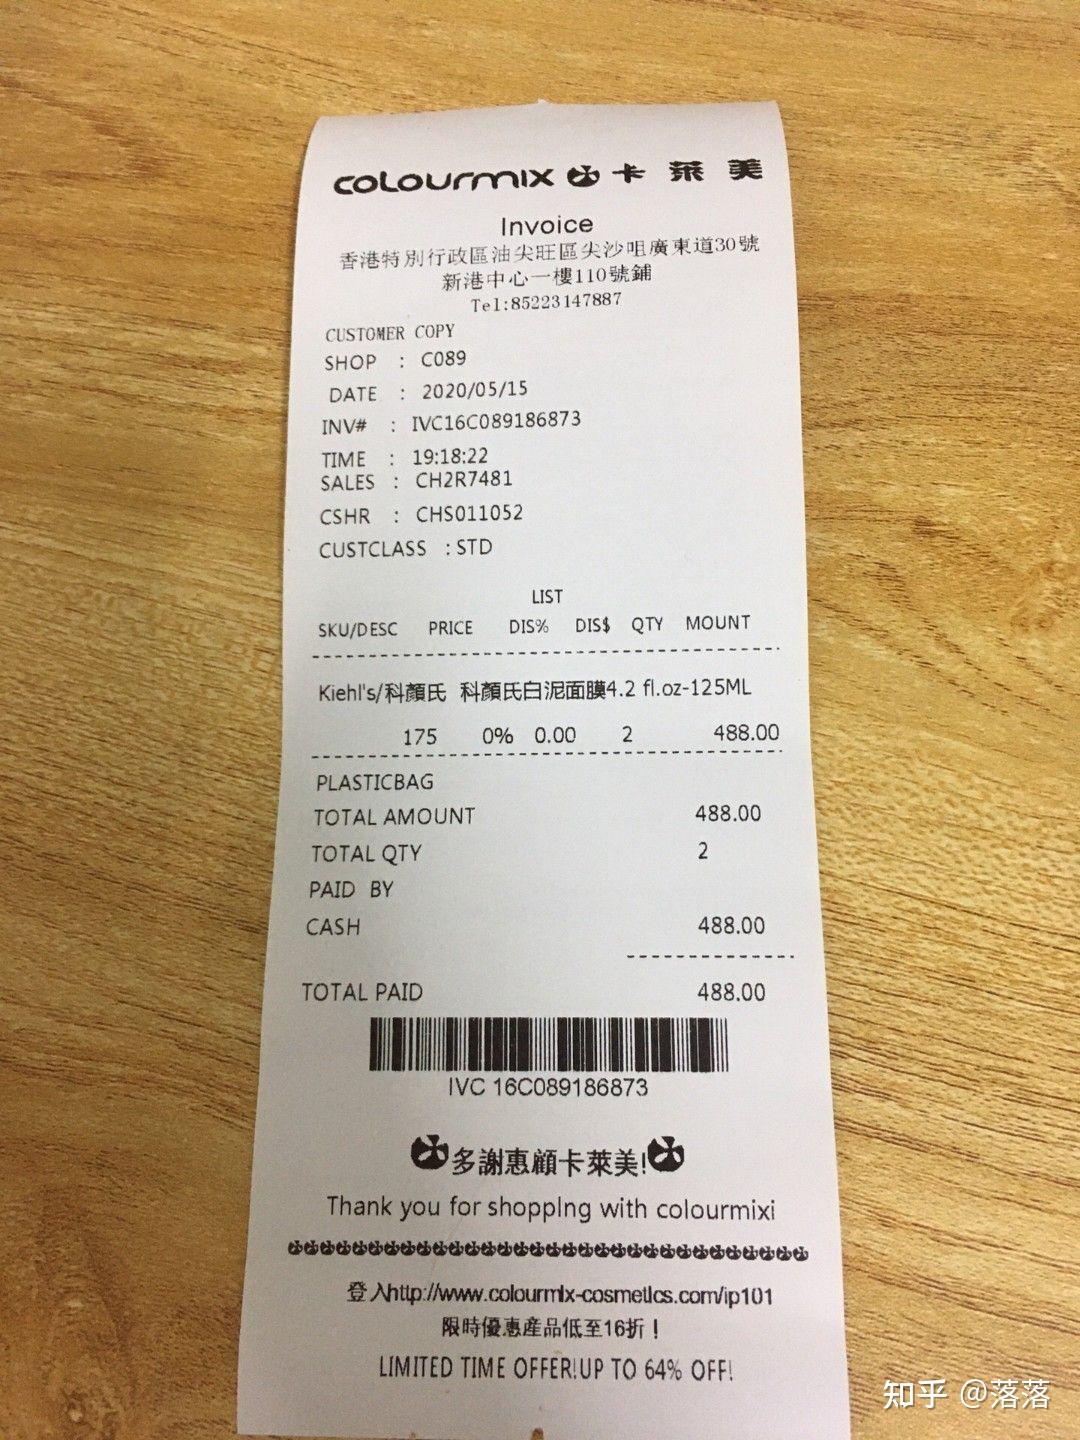 colourmix 卡萊美
Invoice
香港特別行政區油尖旺區尖沙咀廣東道30號
新港中心一樓110號鋪
Tel:85223147887
CUSTOMER COPY
SHOP : C089
DATE : 2020/05/15
INV# : IVC16C089186873
TIME : 19:18:22
SALES : CH2R7481
CSHR : CHS011052
CUSTCLASS :STD
LIST
SKU/DESC PRICE DIS% DIS$ QTY MOUNT
Kiehl's/科顏氏 科顏氏白泥面膜4.2 fl.oz-125ML
175 0% 0.00 2 488.00
PLASTICBAG
TOTAL AMOUNT 488.00
TOTAL QTY 2
PAID BY
CASH 488.00
TOTAL PAID 488.00
IVC 16C089186873
多謝惠顧卡萊美!
Thank you for shopplng with colourmixi
登入http://www.colourmlx-cosmetlcs.com/ip101
限時優惠產品低至16折！
LIMITED TIME OFFER!UP TO 64% OFF!
知乎 @落落